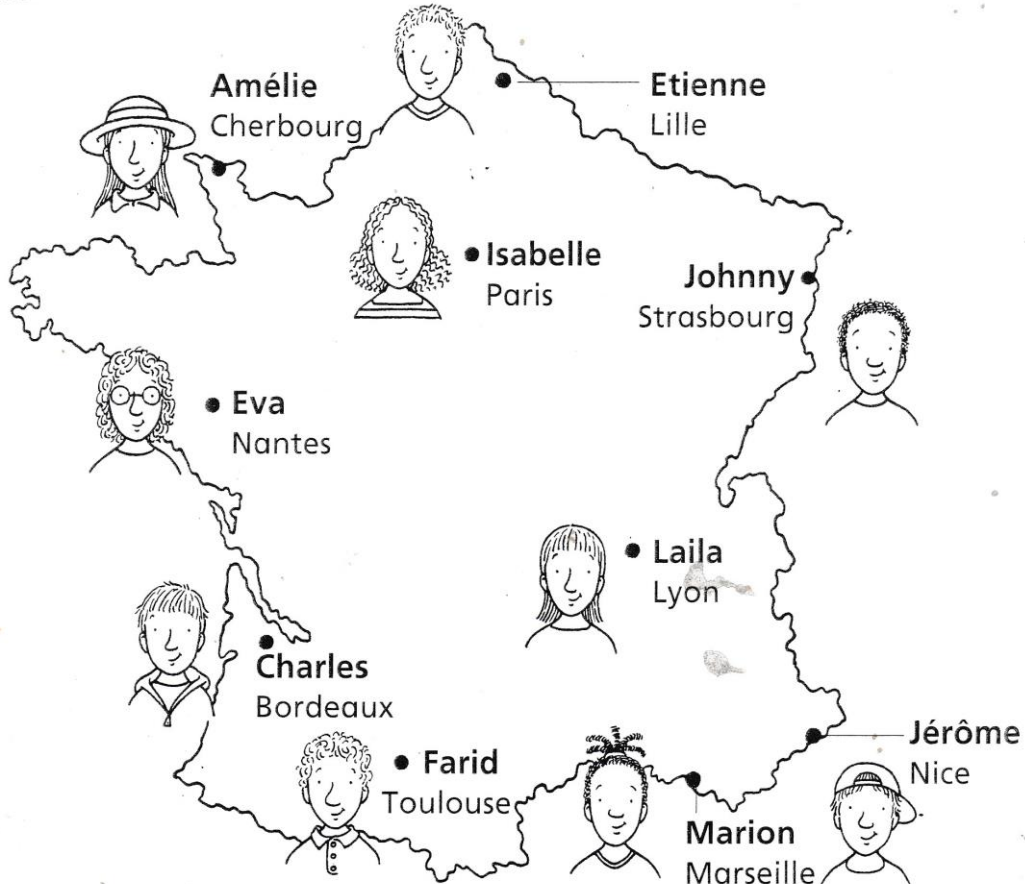 Amélie
Cherbourg
Etienne
Lille
Isabelle
Paris
Johnny
Strasbourg
Eva
Nantes
Laila
Lyon
Charles
Bordeaux
Farid
Toulouse
Jérôme
Nice
Marion
Marseille